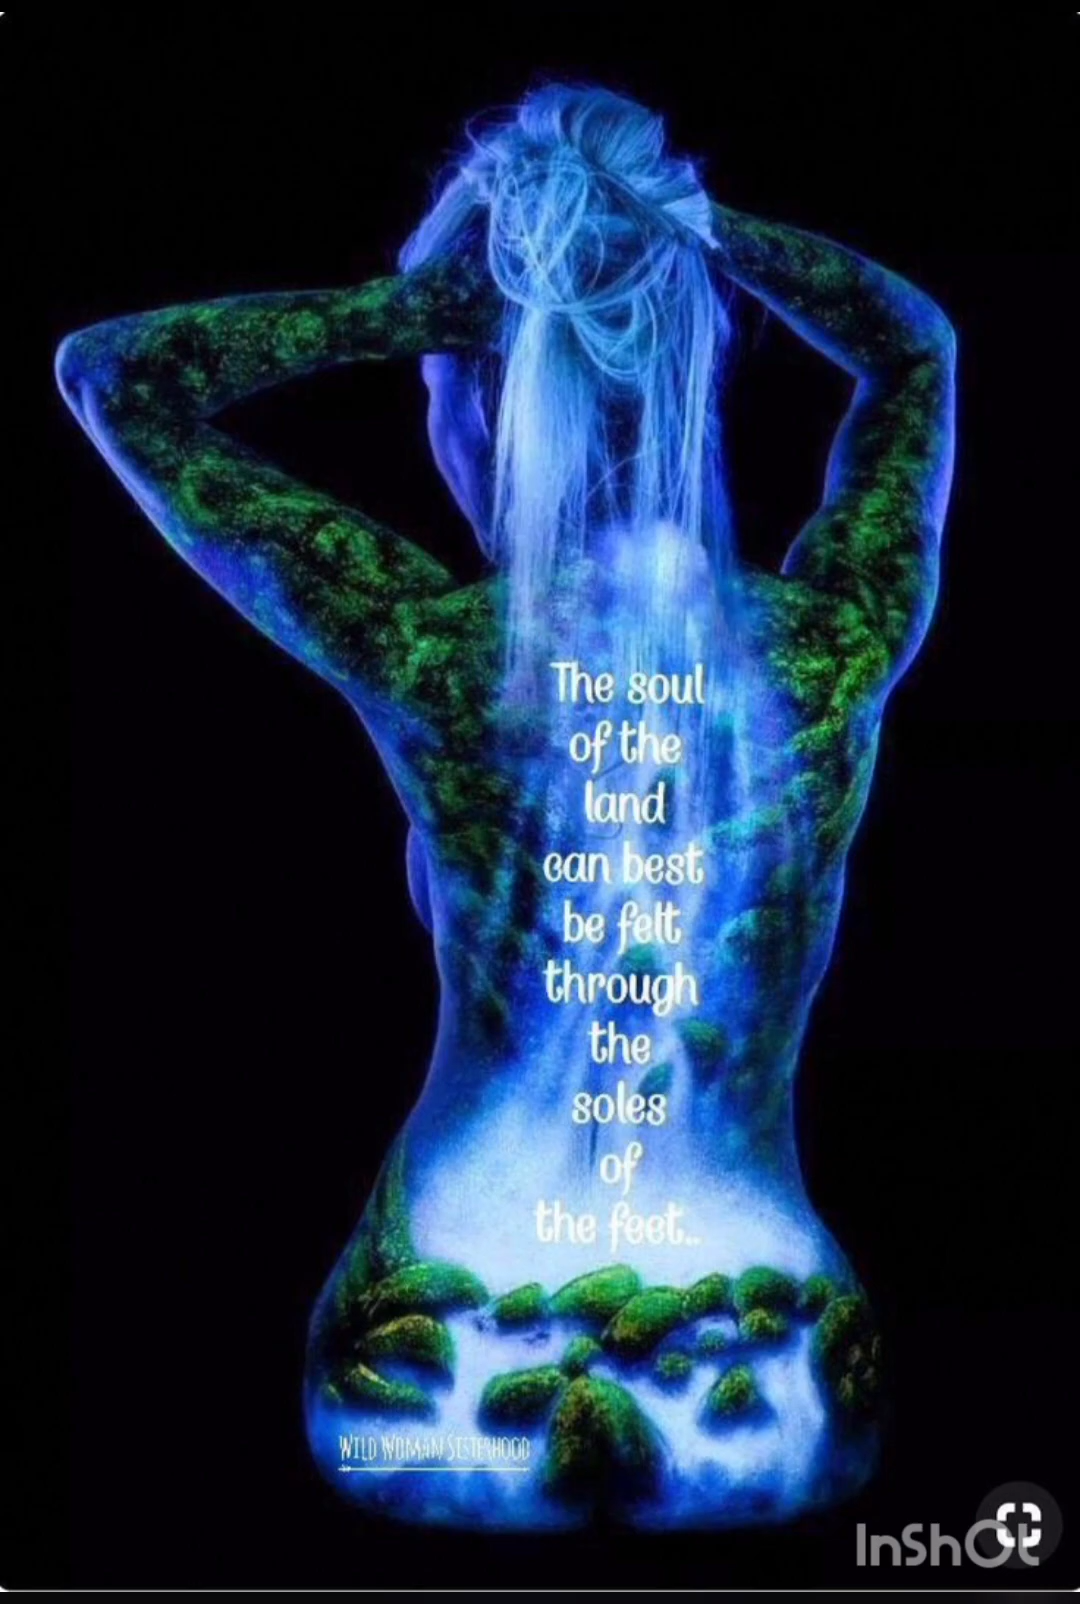 The soul
of the
land
can best
be felt
through
the
soles
of
the feet..
WILD WOMAN SISTERHOOD
InShOt